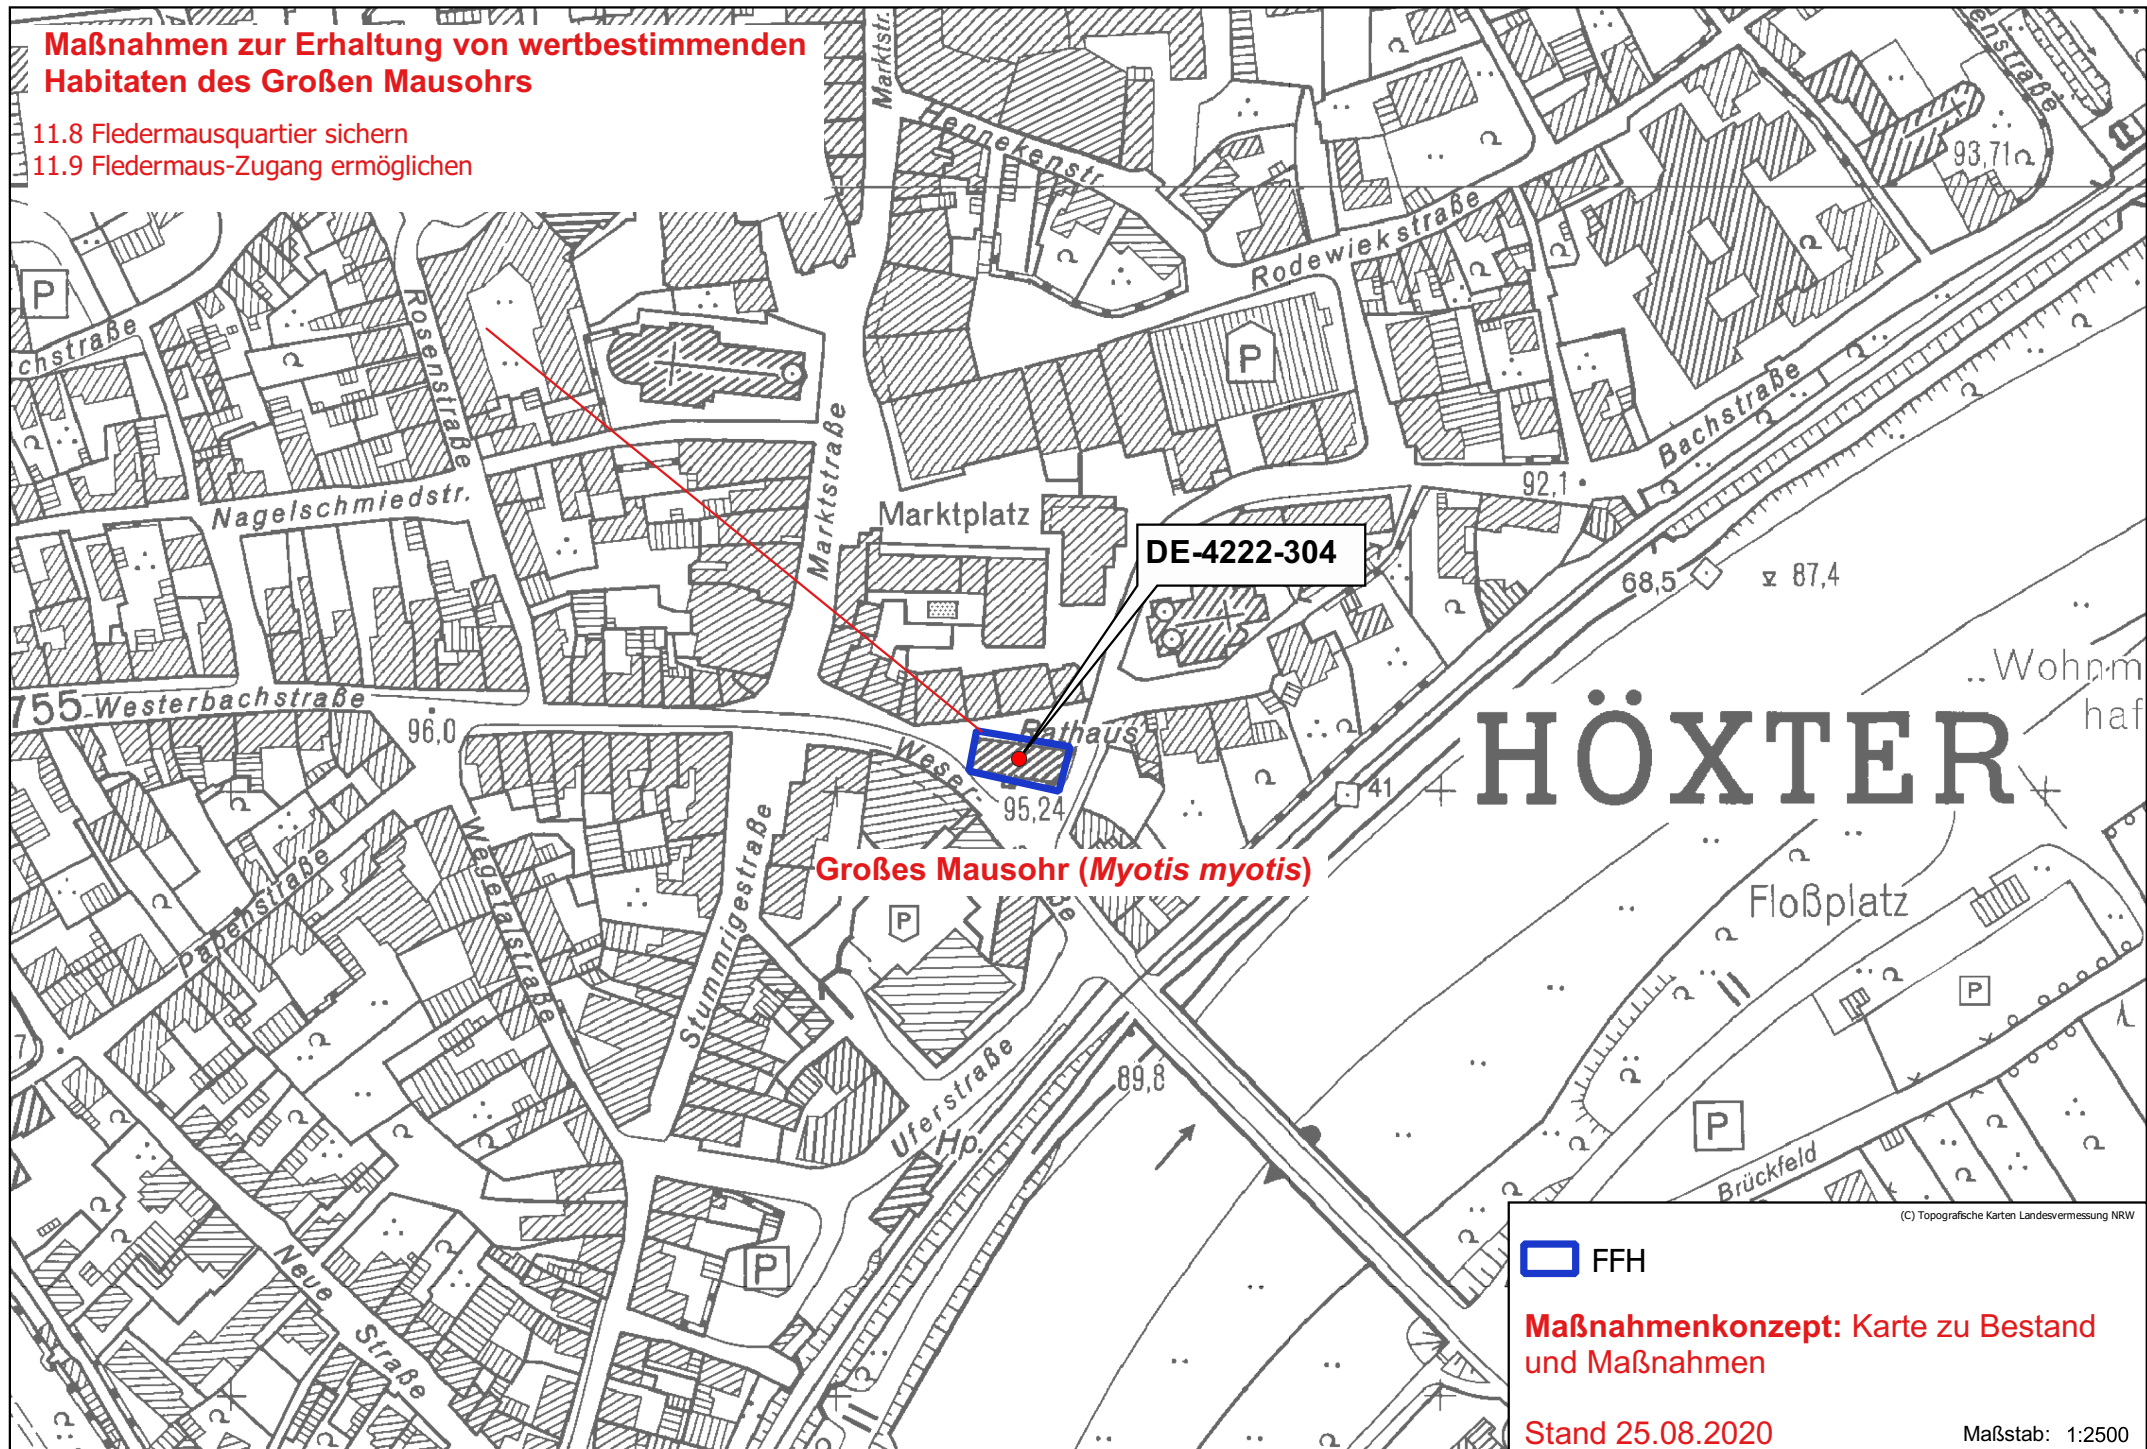 Maßnahmen zur Erhaltung von wertbestimmenden
Habitaten des Großen Mausohrs
11.8 Fledermausquartier sichern
11.9 Fledermaus-Zugang ermöglichen
Marktstr.
Hennekenstr.
enstraße
93,71
P
Rodewiekstraße
chstraße
Rosenstraße
P
Marktstraße
Bachstraße
Nagelschmiedstr.
Marktplatz
92,1
DE-4222-304
68,5
87,4
Wohnm
haf
755
Westerbachstraße
96,0
Rathaus
Weser-
95,24
41
HÖXTER
Großes Mausohr (Myotis myotis)
ße
Papenstraße
Wegetalstraße
Stummrigestraße
P
Floßplatz
P
7
Uferstraße
89,8
Hp.
P
Brückfeld
P
Neue
Straße
(C) Topografische Karten Landesvermessung NRW
FFH
Maßnahmenkonzept: Karte zu Bestand
und Maßnahmen
Stand 25.08.2020
Maßstab: 1:2500